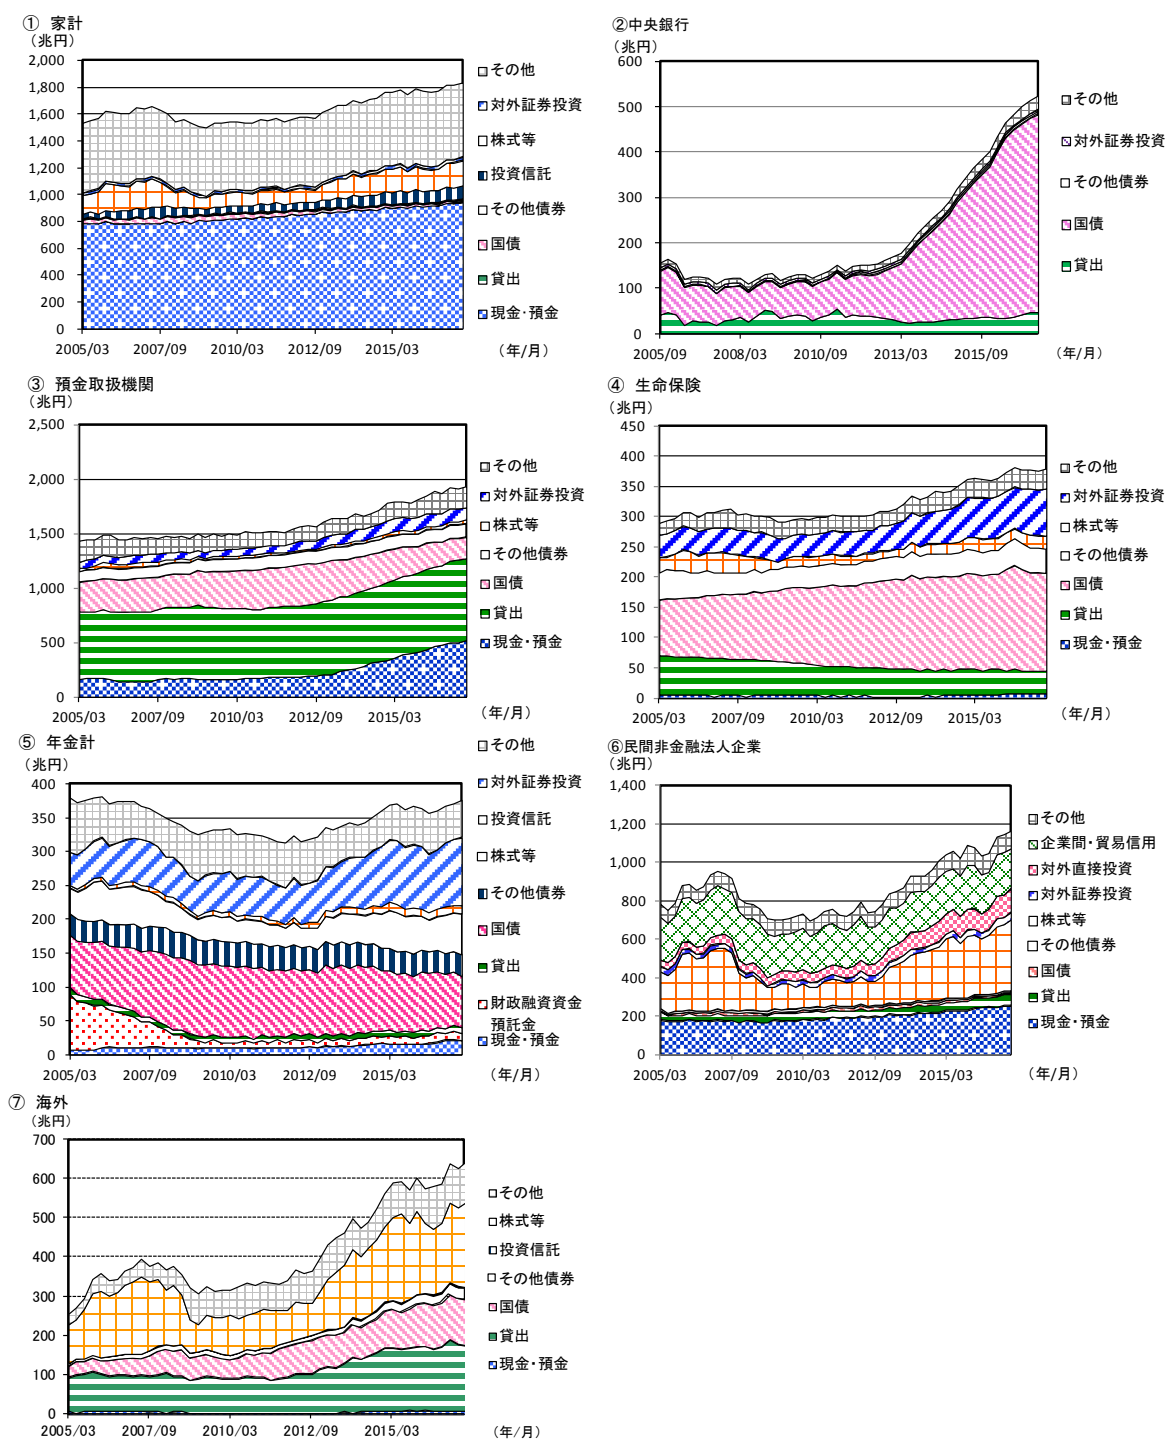 ① 家計
（兆円）
2,000
1,800
1,600
1,400
1,200
1,000
800
600
400
200
0
2005/03 2007/09 2010/03 2012/09 2015/03 （年/月）
その他
対外証券投資
株式等
投資信託
その他債券
国債
貸出
現金・預金
②中央銀行
（兆円）
600
500
400
300
200
100
0
2005/09 2008/03 2010/09 2013/03 2015/09 （年/月）
その他
対外証券投資
その他債券
国債
貸出
③ 預金取扱機関
（兆円）
2,500
2,000
1,500
1,000
500
0
2005/03 2007/09 2010/03 2012/09 2015/03 （年/月）
その他
対外証券投資
株式等
その他債券
国債
貸出
現金・預金
④ 生命保険
（兆円）
450
400
350
300
250
200
150
100
50
0
2005/03 2007/09 2010/03 2012/09 2015/03 （年/月）
その他
対外証券投資
株式等
その他債券
国債
貸出
現金・預金
⑤ 年金計
（兆円）
400
350
300
250
200
150
100
50
0
2005/03 2007/09 2010/03 2012/09 2015/03 （年/月）
その他
対外証券投資
投資信託
株式等
その他債券
国債
貸出
財政融資資金
預託金
現金・預金
⑥民間非金融法人企業
（兆円）
1,400
1,200
1,000
800
600
400
200
0
2005/03 2007/09 2010/03 2012/09 2015/03 （年/月）
その他
企業間・貿易信用
対外直接投資
対外証券投資
株式等
その他債券
国債
貸出
現金・預金
⑦ 海外
（兆円）
700
600
500
400
300
200
100
0
2005/03 2007/09 2010/03 2012/09 2015/03 （年/月）
その他
株式等
投資信託
その他債券
国債
貸出
現金・預金